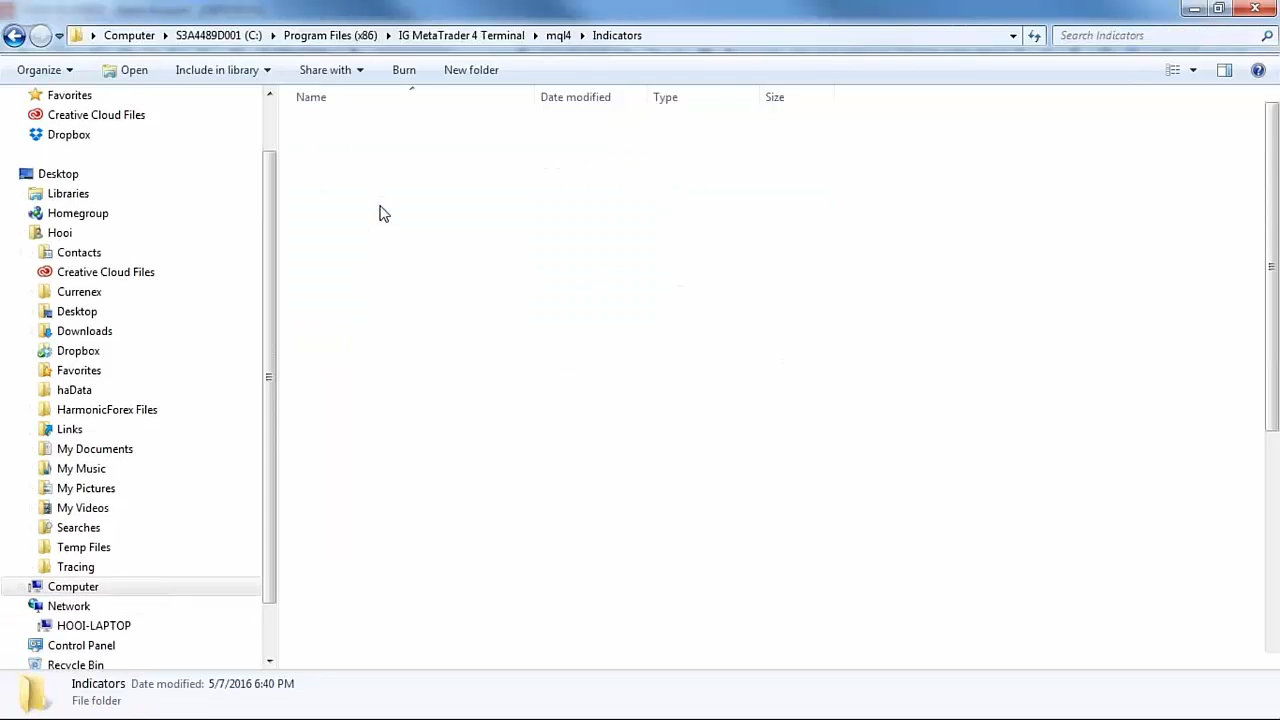 Computer S3A4489D001 (C:) Program Files (x86) IG MetaTrader 4 Terminal mql4 Indicators
Search Indicators
Organize Open Include in library Share with Burn New folder
Name Date modified Type Size
Favorites
Creative Cloud Files
Dropbox
Desktop
Libraries
Homegroup
Hooi
Contacts
Creative Cloud Files
Currenex
Desktop
Downloads
Dropbox
Favorites
haData
HarmonicForex Files
Links
My Documents
My Music
My Pictures
My Videos
Searches
Temp Files
Tracing
Computer
Network
HOOI-LAPTOP
Control Panel
Recycle Bin
Indicators Date modified: 5/7/2016 6:40 PM
File folder